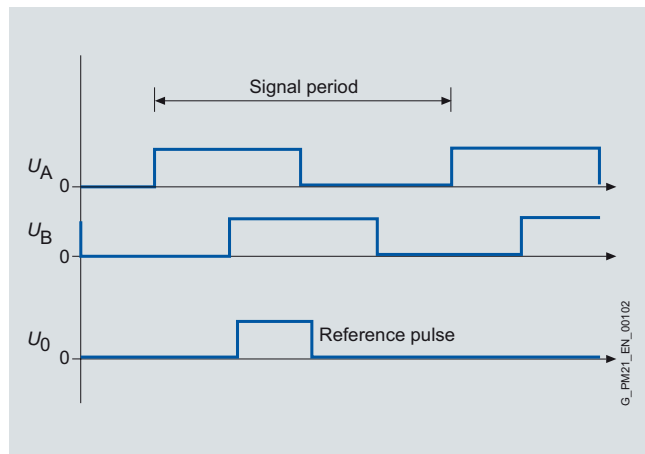 Signal period
UA 0
UB 0
U0 0
Reference pulse
G_PM21_EN_00102